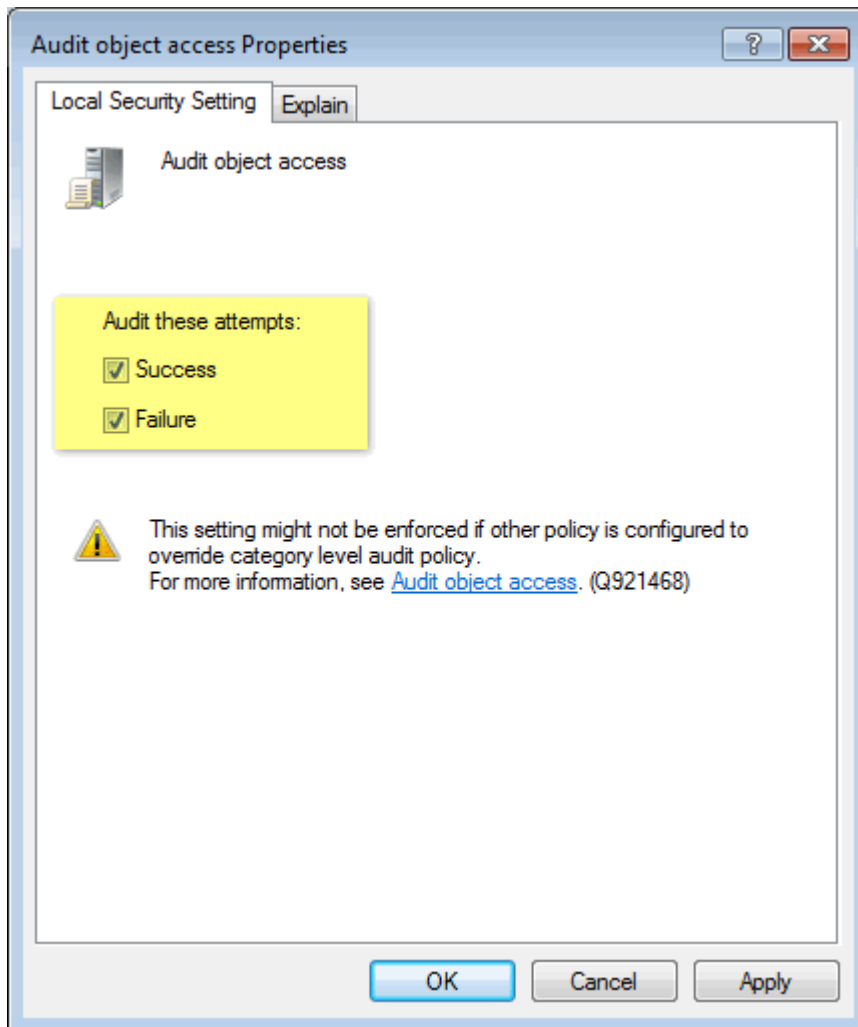 Audit object access Properties
Local Security Setting
Explain
Audit object access
Audit these attempts:
Success
Failure
This setting might not be enforced if other policy is configured to
override category level audit policy.
For more information, see Audit object access. (Q921468)
OK
Cancel
Apply